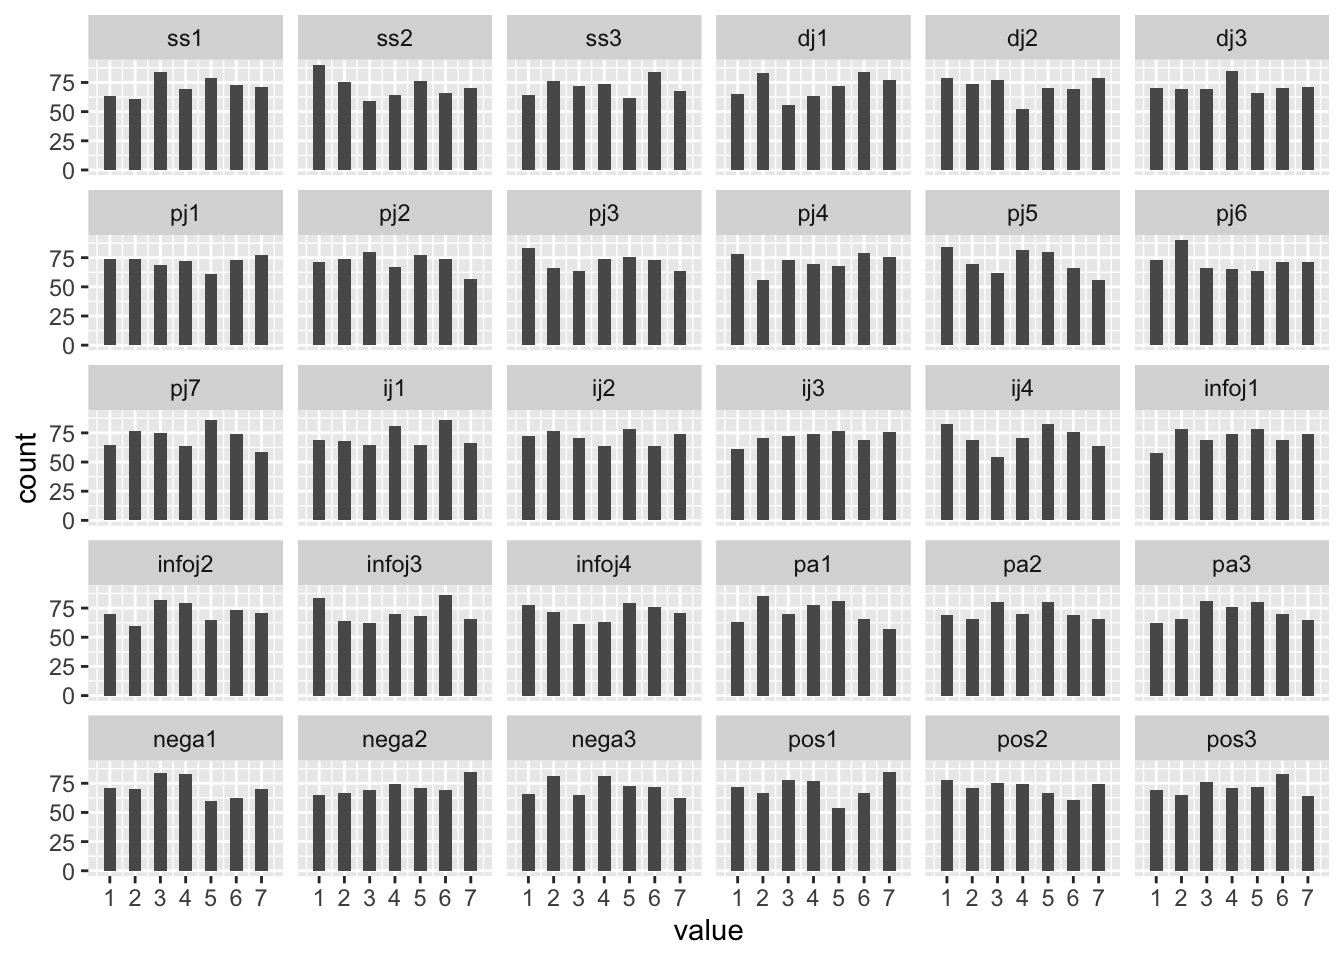 ss1 ss2 ss3 dj1 dj2 dj3
75
50
25
0
pj1 pj2 pj3 pj4 pj5 pj6
75
50
25
0
pj7 ij1 ij2 ij3 ij4 infoj1
75
50
25
0
count
infoj2 infoj3 infoj4 pa1 pa2 pa3
75
50
25
0
nega1 nega2 nega3 pos1 pos2 pos3
75
50
25
0
1 2 3 4 5 6 7 1 2 3 4 5 6 7 1 2 3 4 5 6 7 1 2 3 4 5 6 7 1 2 3 4 5 6 7 1 2 3 4 5 6 7
value